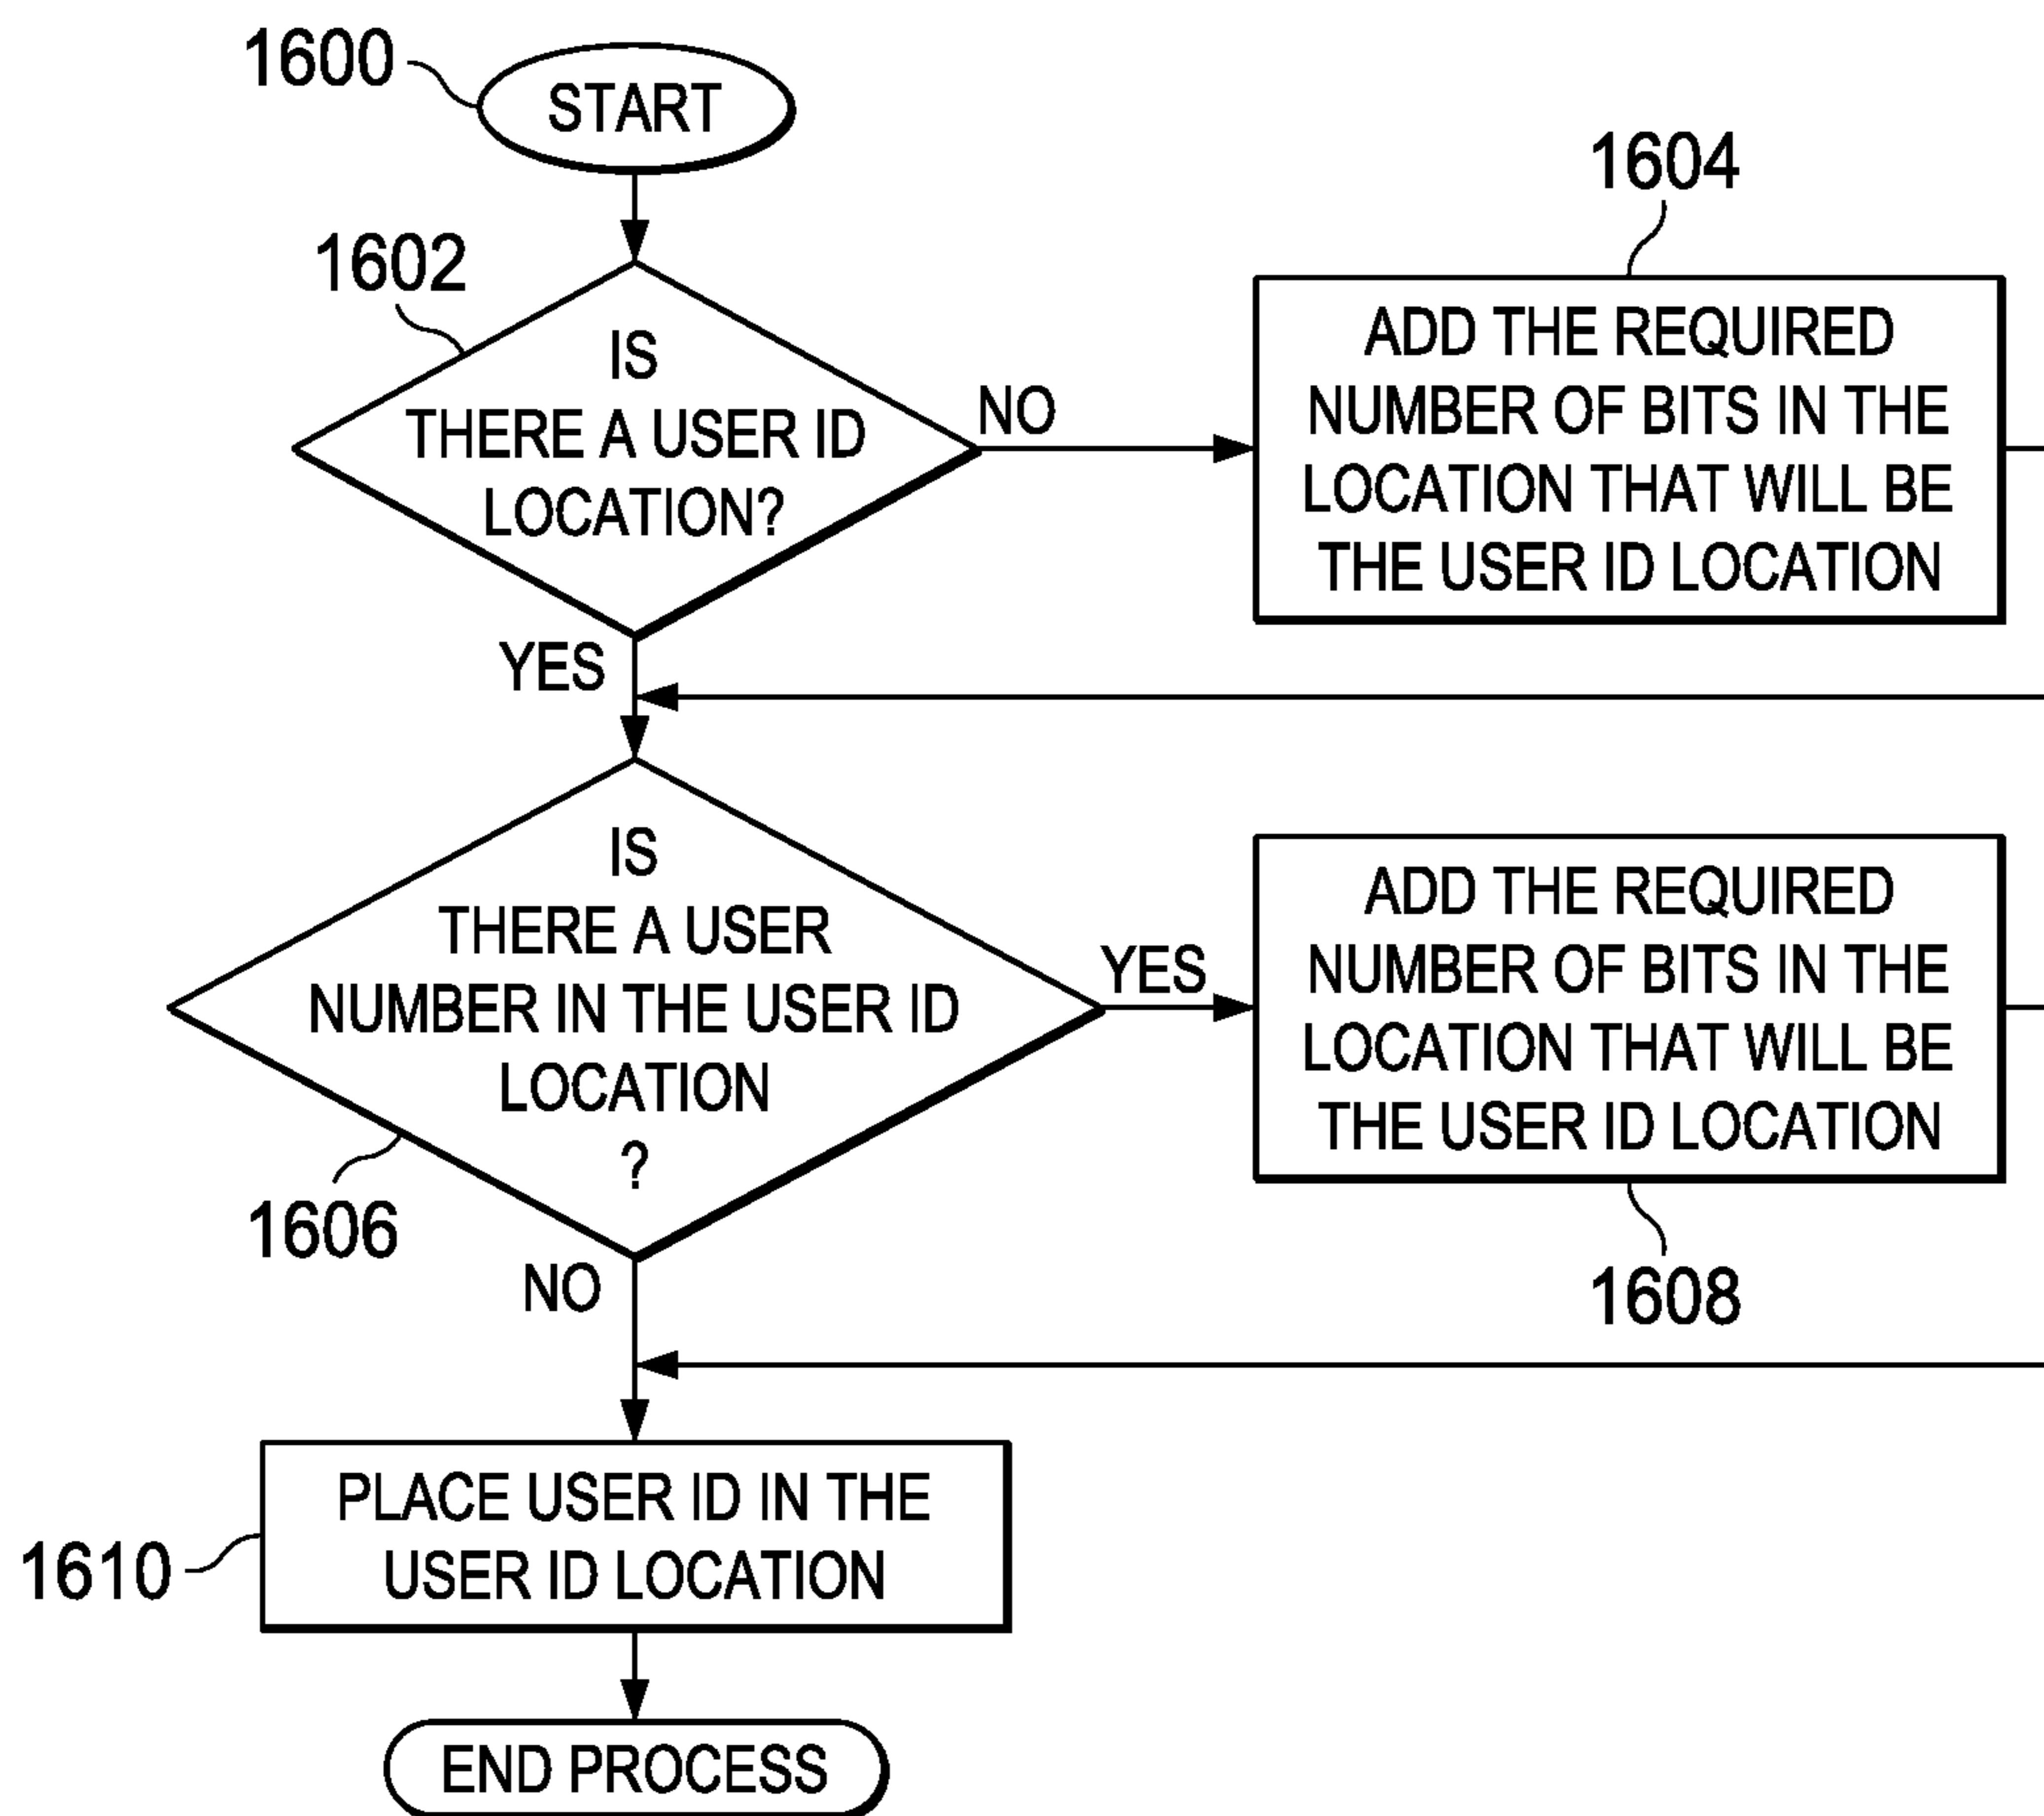 1600
START
1602
IS
THERE A USER ID
LOCATION?
NO
1604
ADD THE REQUIRED
NUMBER OF BITS IN THE
LOCATION THAT WILL BE
THE USER ID LOCATION
YES
IS
THERE A USER
NUMBER IN THE USER ID
LOCATION
?
1606
YES
ADD THE REQUIRED
NUMBER OF BITS IN THE
LOCATION THAT WILL BE
THE USER ID LOCATION
1608
NO
PLACE USER ID IN THE
USER ID LOCATION
1610
END PROCESS